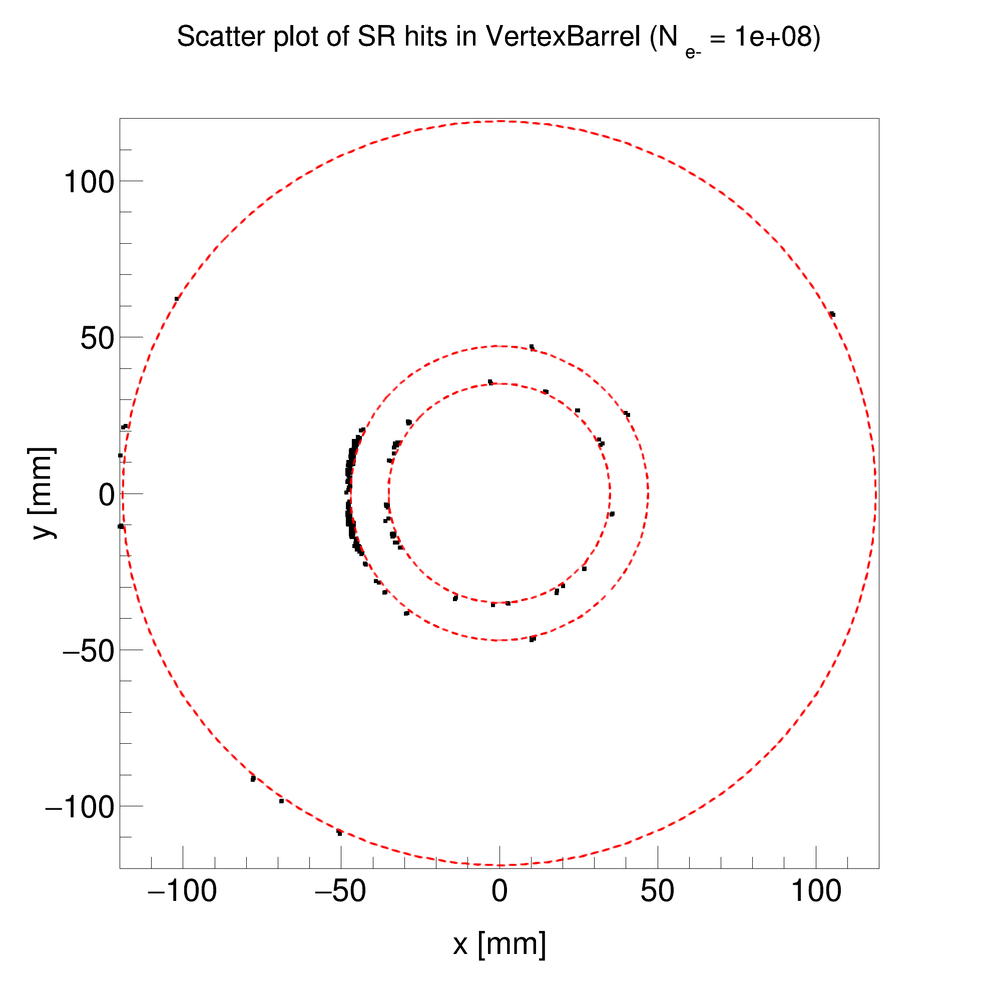 Scatter plot of SR hits in VertexBarrel (N e- = 1e+08)
100
50
0
−50
−100
y [mm]
−100 −50 0 50 100
x [mm]